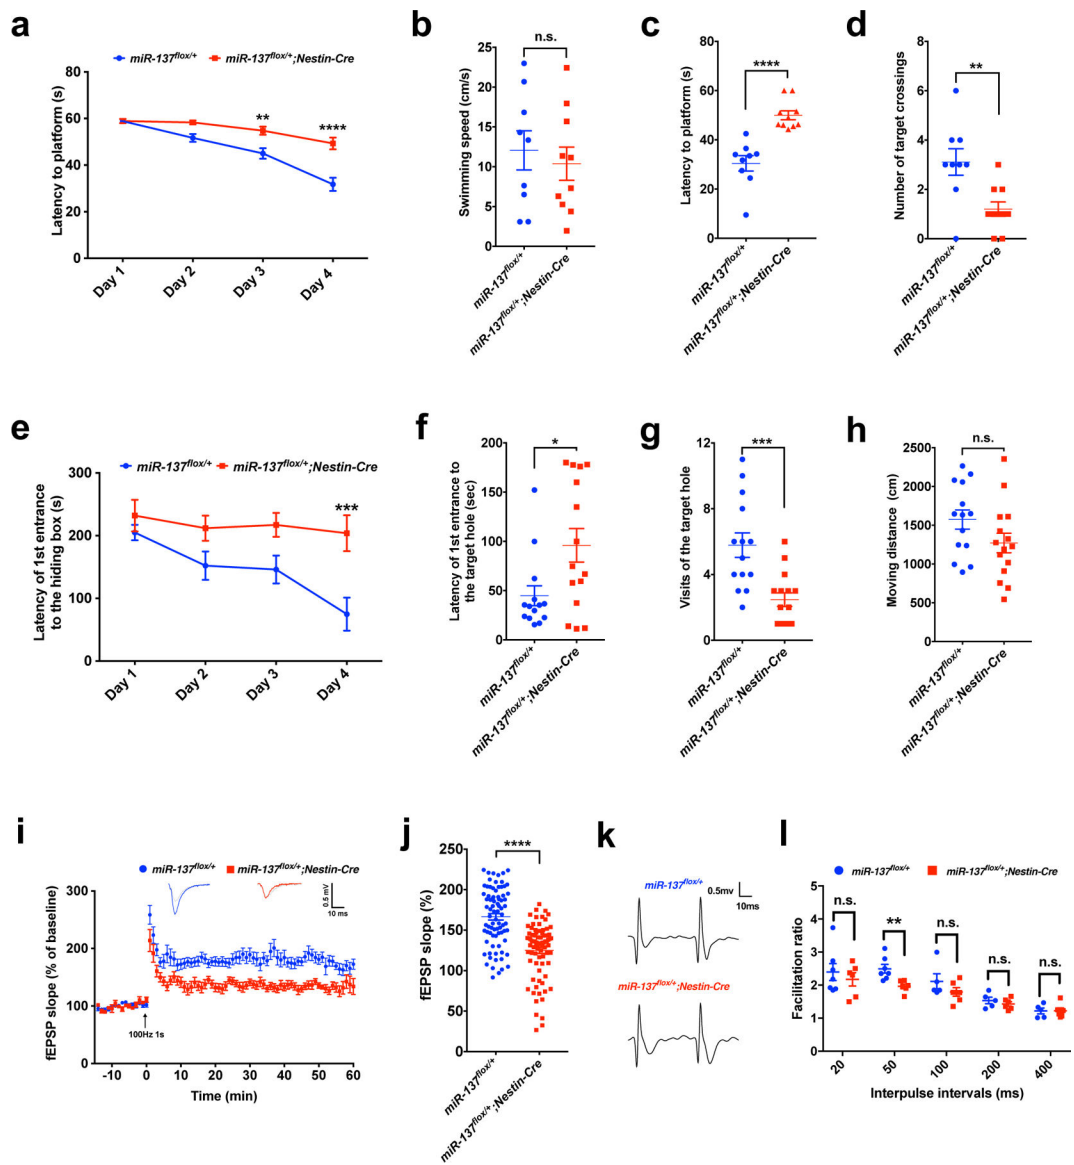 a
miR-137flox/+ miR-137flox/+;Nestin-Cre
Latency to platform (s)
80
60
40
20
0
Day 1 Day 2 Day 3 Day 4
** ****
b
n.s.
Swimming speed (cm/s)
25
20
15
10
5
0
miR-137flox/+
miR-137flox/+;Nestin-Cre
c
****
Latency to platform (s)
80
60
40
20
0
miR-137flox/+
miR-137flox/+;Nestin-Cre
d
**
Number of target crossings
8
6
4
2
0
miR-137flox/+
miR-137flox/+;Nestin-Cre
e
miR-137flox/+ miR-137flox/+;Nestin-Cre
Latency of 1st entrance
to the hiding box (s)
300
200
100
0
Day 1 Day 2 Day 3 Day 4
***
f
*
Latency of 1st entrance to
the target hole (sec)
200
150
100
50
0
miR-137flox/+
miR-137flox/+;Nestin-Cre
g
***
Visits of the target hole
12
8
4
0
miR-137flox/+
miR-137flox/+;Nestin-Cre
h
n.s.
Moving distance (cm)
2500
2250
2000
1500
1250
1000
500
0
miR-137flox/+
miR-137flox/+;Nestin-Cre
i
miR-137flox/+ miR-137flox/+;Nestin-Cre
fEPSP slope (% of baseline)
300
200
100
0
0.5 mV
10 ms
100Hz 1s
-10 0 10 20 30 40 50 60
Time (min)
j
****
fEPSP slope (%)
250
200
150
100
50
0
miR-137flox/+
miR-137flox/+;Nestin-Cre
k
miR-137flox/+
0.5mV
10ms
miR-137flox/+;Nestin-Cre
l
miR-137flox/+ miR-137flox/+;Nestin-Cre
Facilitation ratio
5
4
3
2
1
0
n.s. ** n.s. n.s. n.s.
20 50 100 200 400
Interpulse intervals (ms)